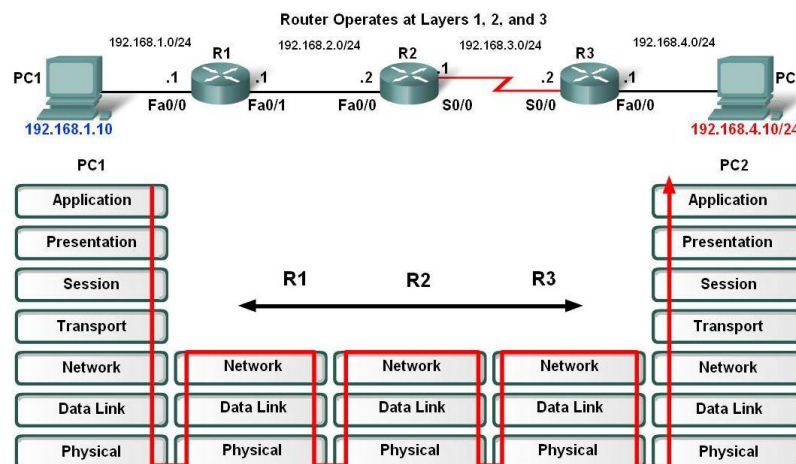 Router Operates at Layers 1, 2, and 3
192.168.1.0/24 R1 192.168.2.0/24 R2 192.168.3.0/24 R3 192.168.4.0/24
PC1 .1 .1 .2 .1 .2 .1 PC
Fa0/0 Fa0/1 Fa0/0 S0/0 S0/0 Fa0/0
192.168.1.10 192.168.4.10/24
PC1 PC2
Application Application
Presentation Presentation
Session R1 R2 R3 Session
Transport Transport
Network Network Network Network Network
Data Link Data Link Data Link Data Link Data Link
Physical Physical Physical Physical Physical